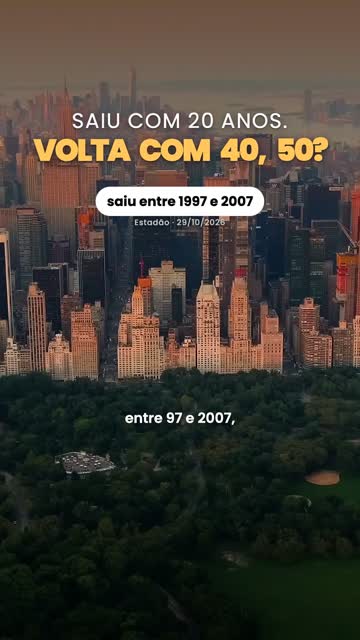 SAIU COM 20 ANOS.
VOLTA COM 40, 50?
saiu entre 1997 e 2007
Estadão · 29/10/2025
entre 97 e 2007,